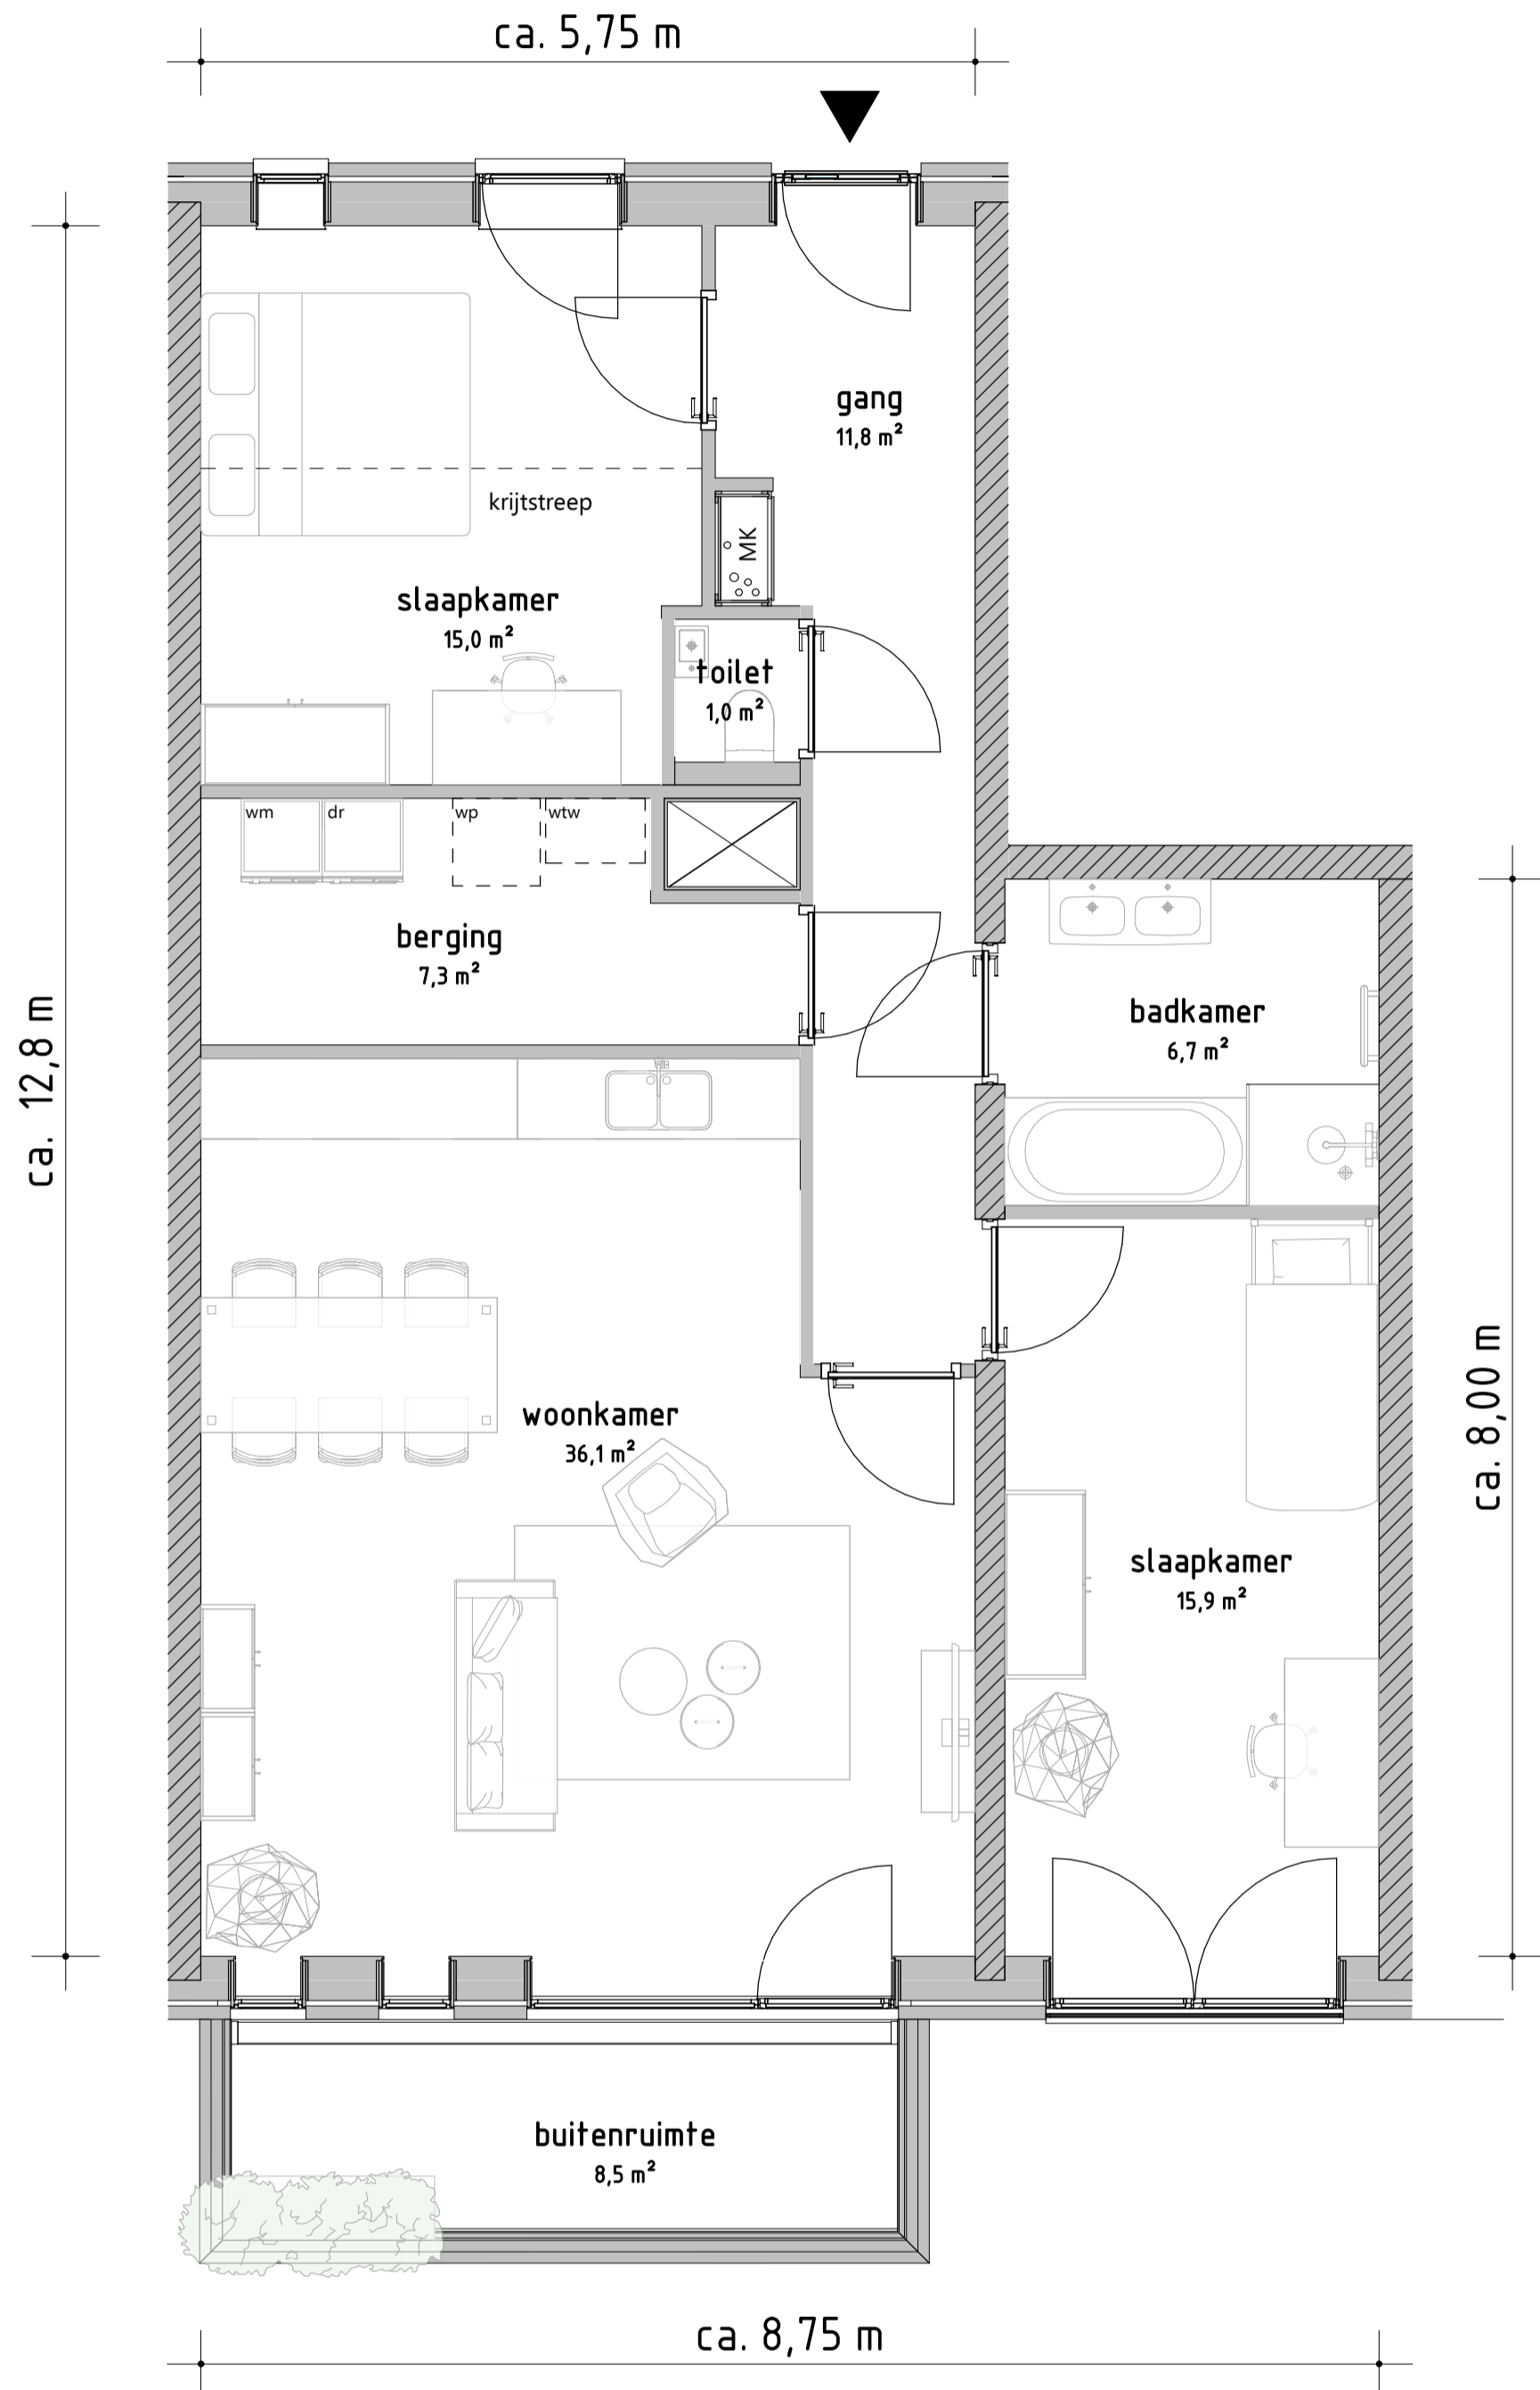 ca. 5,75 m
gang
11,8 m²
krijtstreep
MK
slaapkamer
15,0 m²
toilet
1,0 m²
wm
dr
wp
wtw
berging
7,3 m²
badkamer
6,7 m²
ca. 12,8 m
ca. 8,00 m
woonkamer
36,1 m²
slaapkamer
15,9 m²
buitenruimte
8,5 m²
ca. 8,75 m